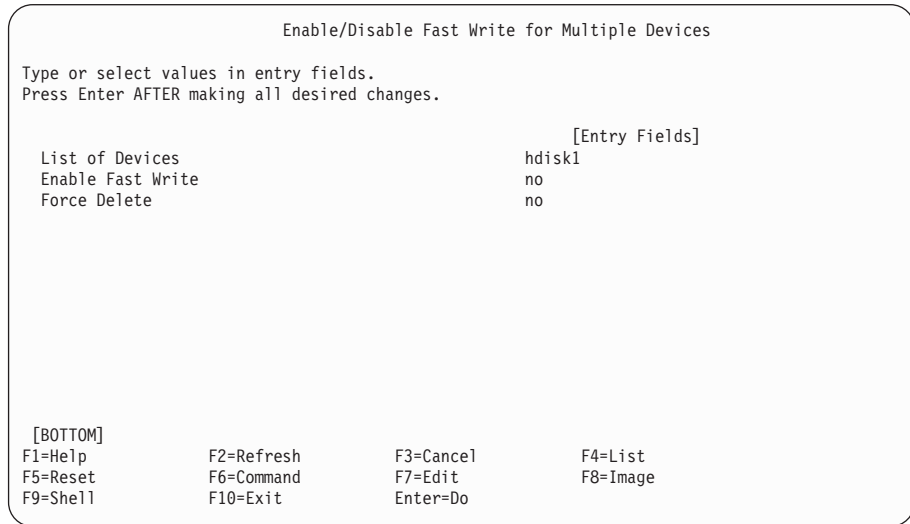 Enable/Disable Fast Write for Multiple Devices
Type or select values in entry fields.
Press Enter AFTER making all desired changes.
[Entry Fields]
List of Devices hdisk1
Enable Fast Write no
Force Delete no
[BOTTOM]
F1=Help F2=Refresh F3=Cancel F4=List
F5=Reset F6=Command F7=Edit F8=Image
F9=Shell F10=Exit Enter=Do